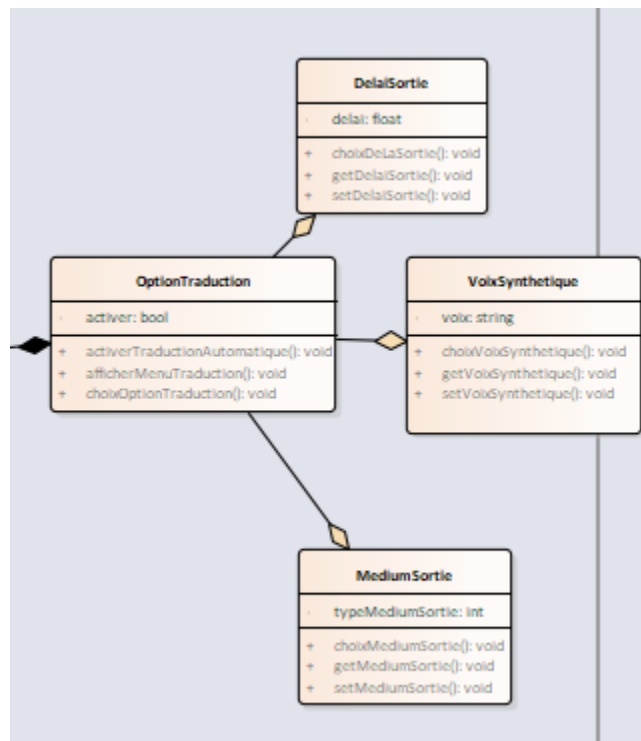 DelaiSortie
delai: float
+ choixDeLaSortie(): void
+ getDelaiSortie(): void
+ setDelaiSortie(): void
OptionTraduction
activer: bool
+ activerTraductionAutomatique(): void
+ afficherMenuTraduction(): void
+ choixOptionTraduction(): void
VoixSynthetique
voix: string
+ choixVoixSynthetique(): void
+ getVoixSynthetique(): void
+ setVoixSynthetique(): void
MediumSortie
typeMediumSortie: int
+ choixMediumSortie(): void
+ getMediumSortie(): void
+ setMediumSortie(): void